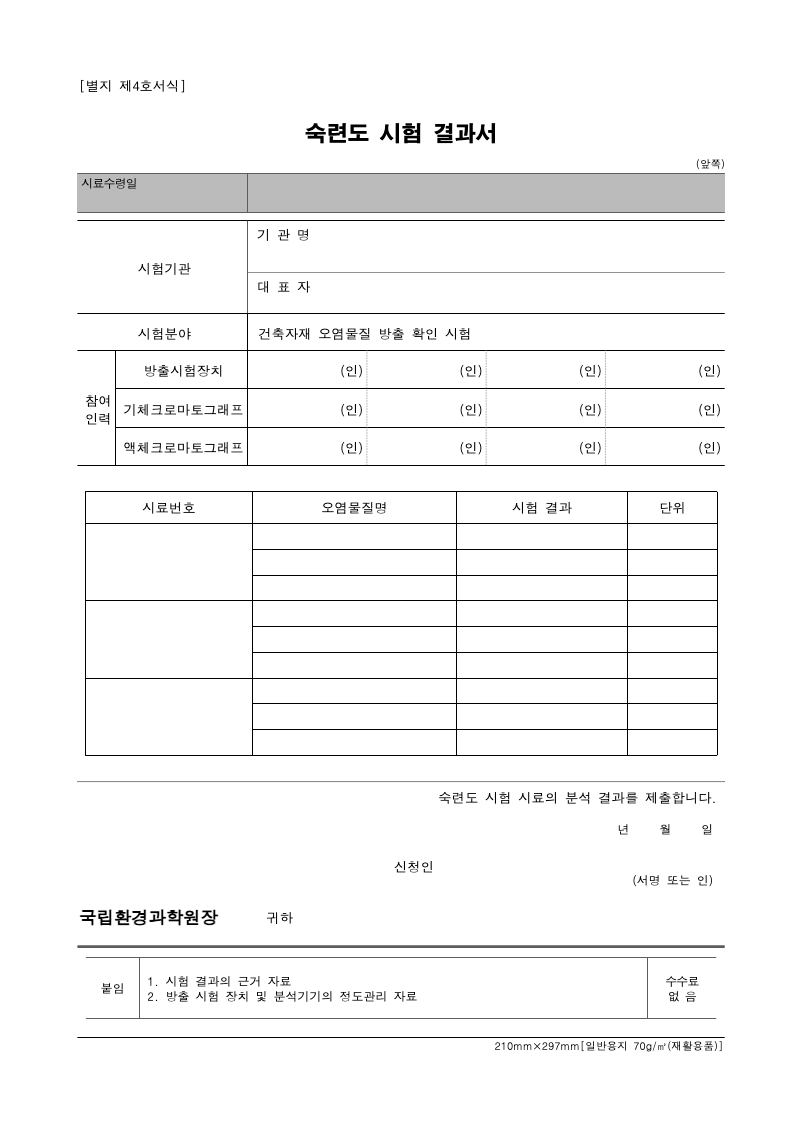 [별지 제4호서식]
숙련도 시험 결과서
(앞쪽)
시료수령일
시험기관
기 관 명
대 표 자
시험분야 건축자재 오염물질 방출 확인 시험
참여
인력
방출시험장치 (인) (인) (인) (인)
기체크로마토그래프 (인) (인) (인) (인)
액체크로마토그래프 (인) (인) (인) (인)
시료번호 오염물질명 시험 결과 단위
숙련도 시험 시료의 분석 결과를 제출합니다.
년 월 일
신청인
(서명 또는 인)
국립환경과학원장 귀하
붙임
1. 시험 결과의 근거 자료
2. 방출 시험 장치 및 분석기기의 정도관리 자료
수수료
없 음
210mm×297mm[일반용지 70g/㎡(재활용품)]